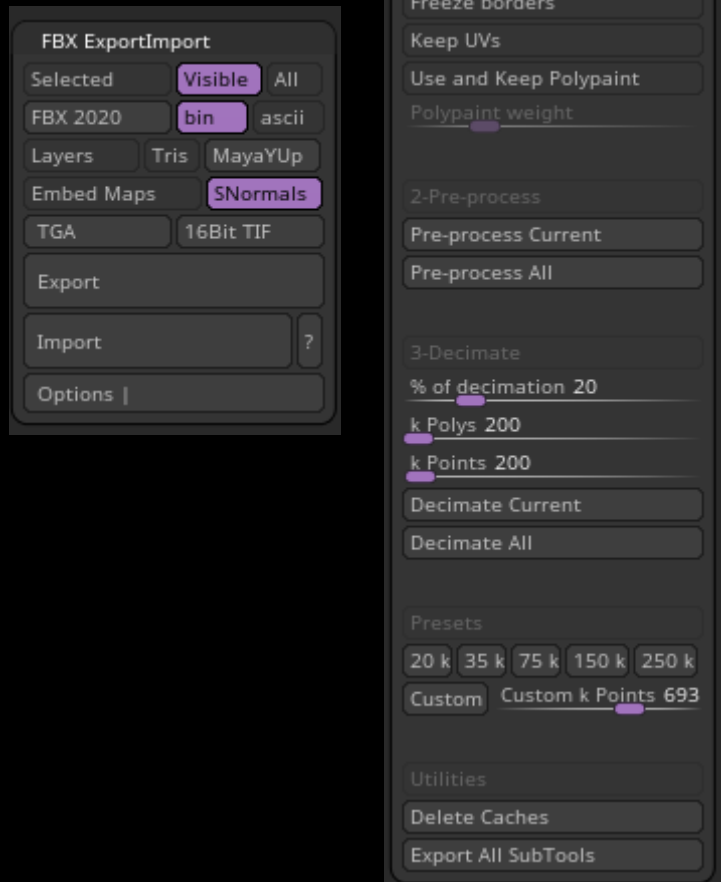 FBX ExportImport
Selected Visible All
FBX 2020 bin ascii
Layers Tris MayaYUp
Embed Maps SNormals
TGA 16Bit TIF
Export
Import ?
Options |
Freeze borders
Keep UVs
Use and Keep Polypaint
Polypaint weight
2-Pre-process
Pre-process Current
Pre-process All
3-Decimate
% of decimation 20
k Polys 200
k Points 200
Decimate Current
Decimate All
Presets
20 k 35 k 75 k 150 k 250 k
Custom Custom k Points 693
Utilities
Delete Caches
Export All SubTools